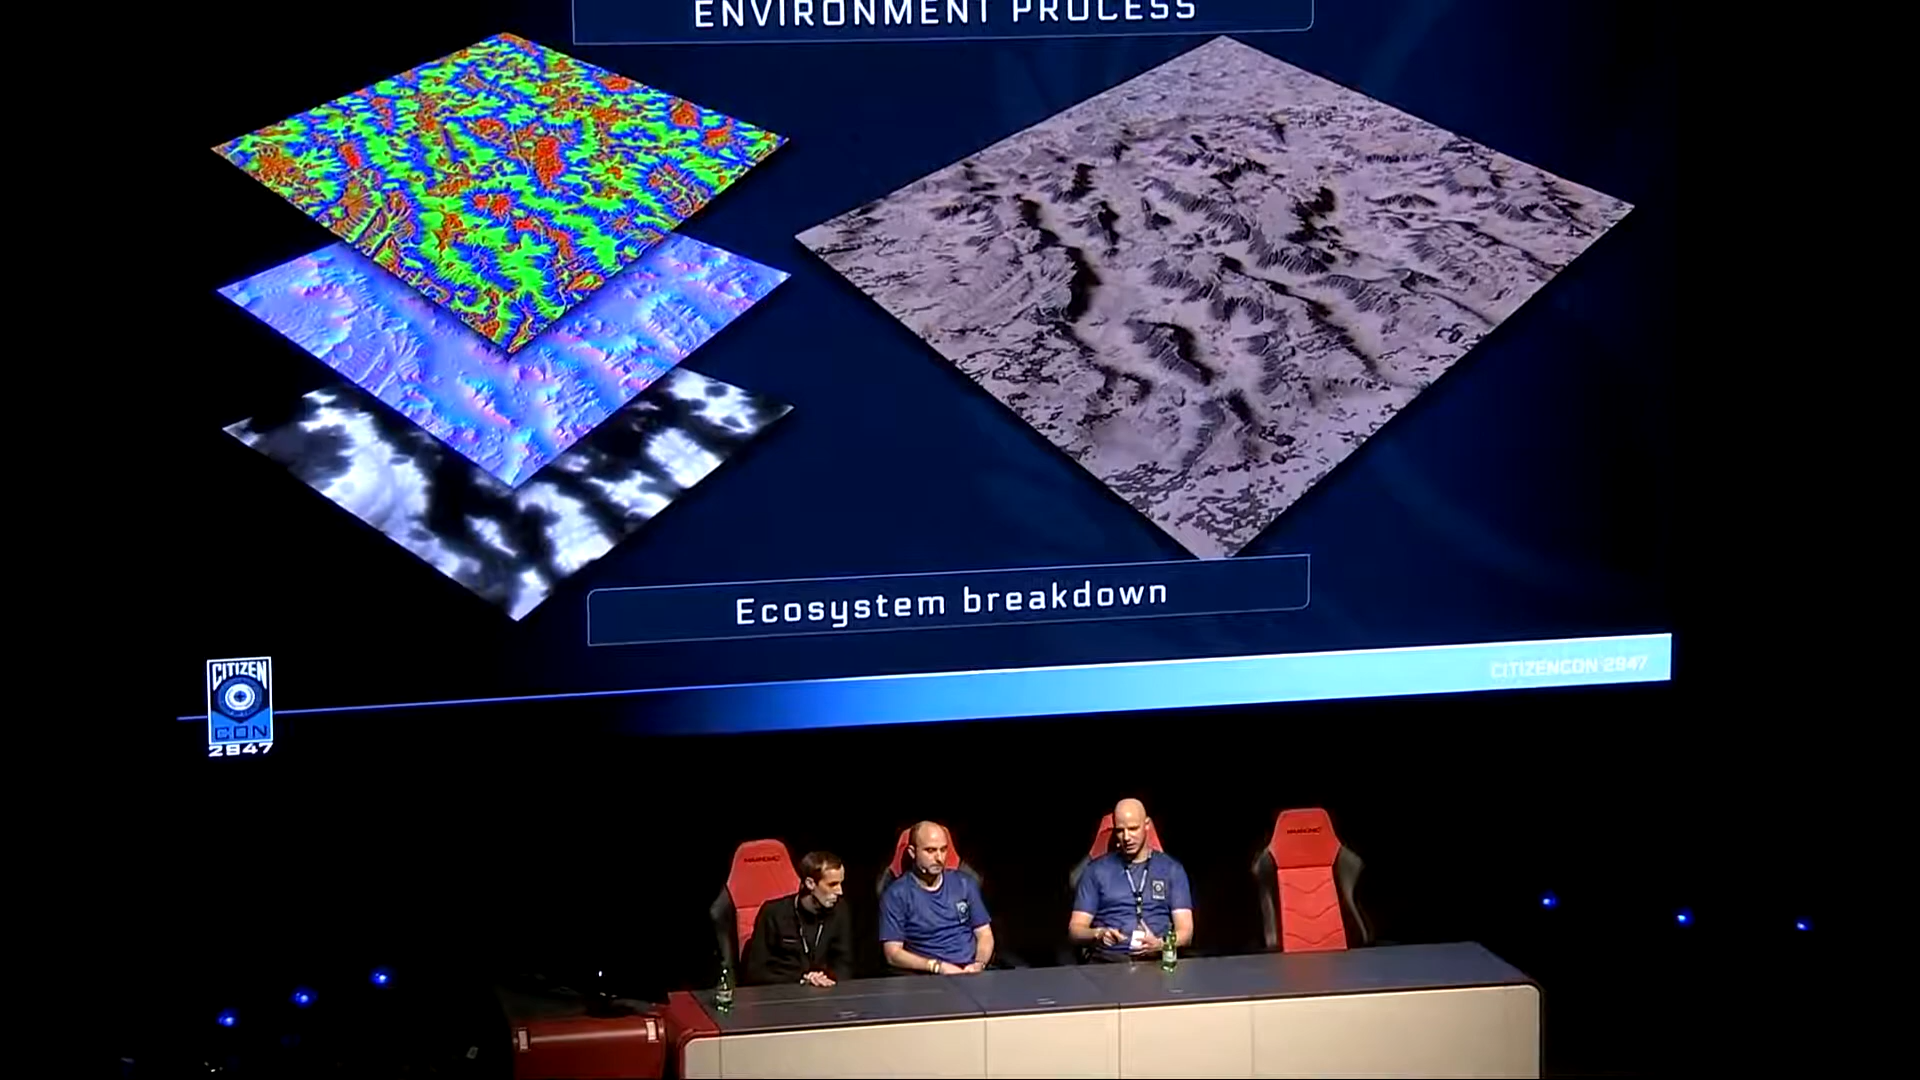 ENVIRONMENT PROCESS
Ecosystem breakdown
CITIZENCON 2947
CITIZEN
CON
2947